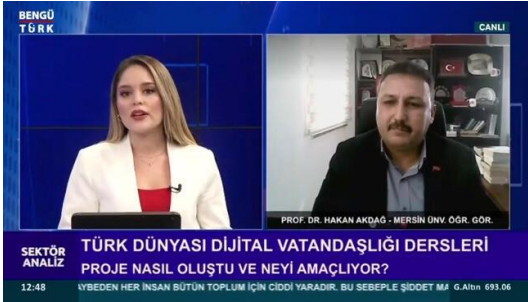 BENGÜ
TÜRK
CANLI
PROF. DR. HAKAN AKDAĞ - MERSİN ÜNV. ÖĞR. GÖR.
SEKTÖR
ANALİZ
TÜRK DÜNYASI DİJİTAL VATANDAŞLIĞI DERSLERİ
PROJE NASIL OLUŞTU VE NEYİ AMAÇLIYOR?
12:48
AYBEDEN HER İNSAN BÜTÜN TOPLUM İÇİN CİDDİ YARADIR. BU SEBEPLE ŞİDDET MA
G.Altın 693.06